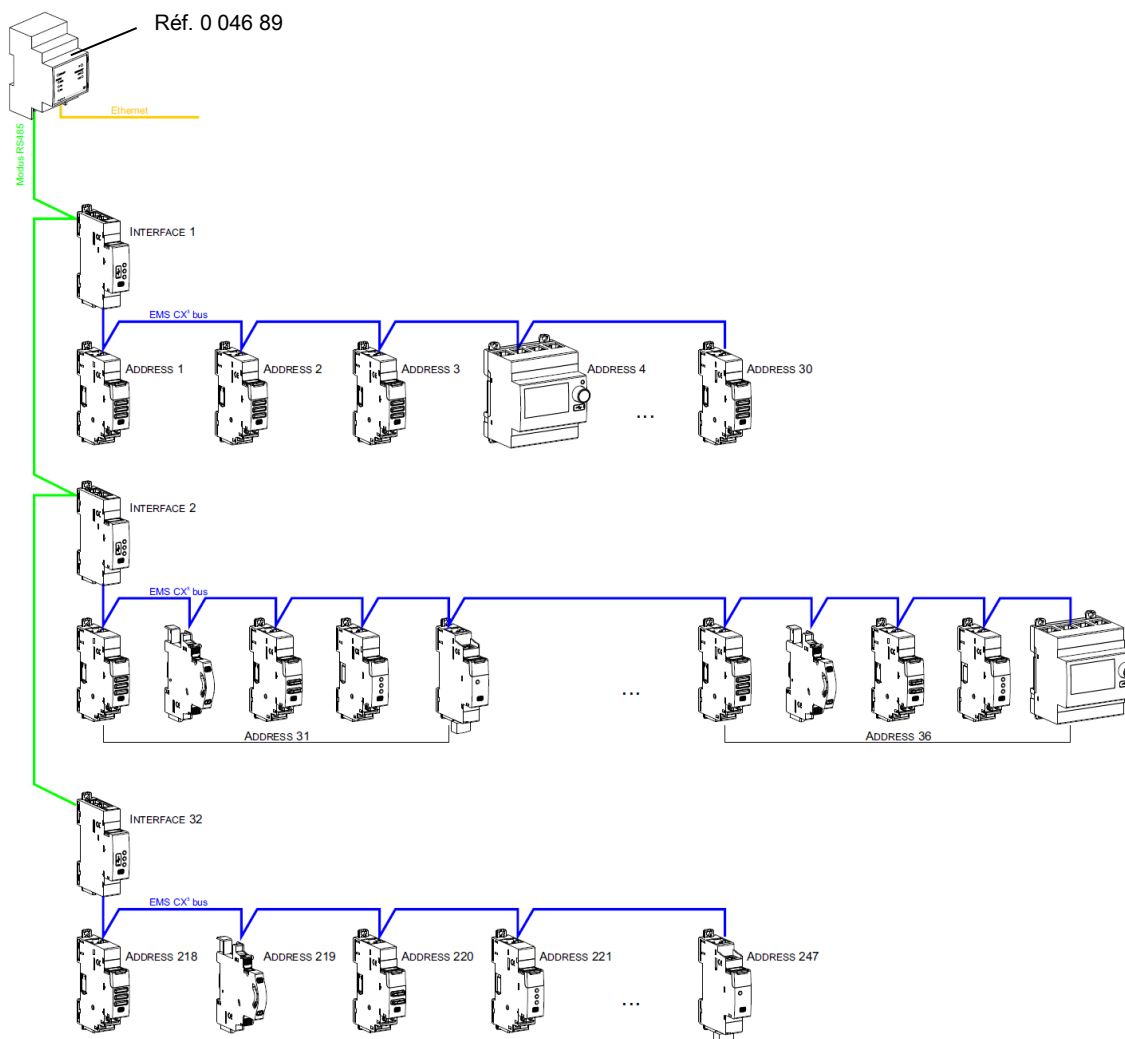 Réf. 0 046 89
Ethernet
Modus RS485
INTERFACE 1
EMS CX³ bus
ADDRESS 1
ADDRESS 2
ADDRESS 3
ADDRESS 4
ADDRESS 30
...
INTERFACE 2
EMS CX³ bus
...
ADDRESS 31
ADDRESS 36
INTERFACE 32
EMS CX³ bus
ADDRESS 218
ADDRESS 219
ADDRESS 220
ADDRESS 221
ADDRESS 247
...